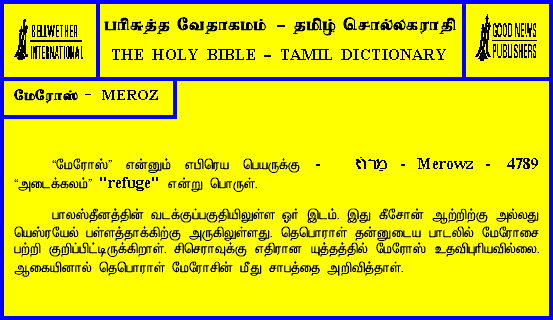 BELLWETHER
INTERNATIONAL
பரிசுத்த வேதாகமம் – தமிழ் சொல்லகராதி
THE HOLY BIBLE – TAMIL DICTIONARY
GOOD NEWS
PUBLISHERS
மேரோஸ் – MEROZ
“மேரோஸ்” என்னும் எபிரெய பெயருக்கு - - Merowz - 4789
“அடைக்கலம்” "refuge" என்று பொருள்.
பாலஸ்தீனத்தின் வடக்குப்பகுதியிலுள்ள ஓர் இடம். இது கீசோன் ஆற்றிற்கு அல்லது
யெஸ்ரயேல் பள்ளத்தாக்கிற்கு அருகிலுள்ளது. தெபொராள் தன்னுடைய பாடலில் மேரோசை
பற்றி குறிப்பிட்டிருக்கிறாள். சிசெராவுக்கு எதிரான யுத்தத்தில் மேரோஸ் உதவிபுரியவில்லை.
ஆகையினால் தெபொராள் மேரோசின் மீது சாபத்தை அறிவித்தாள்.